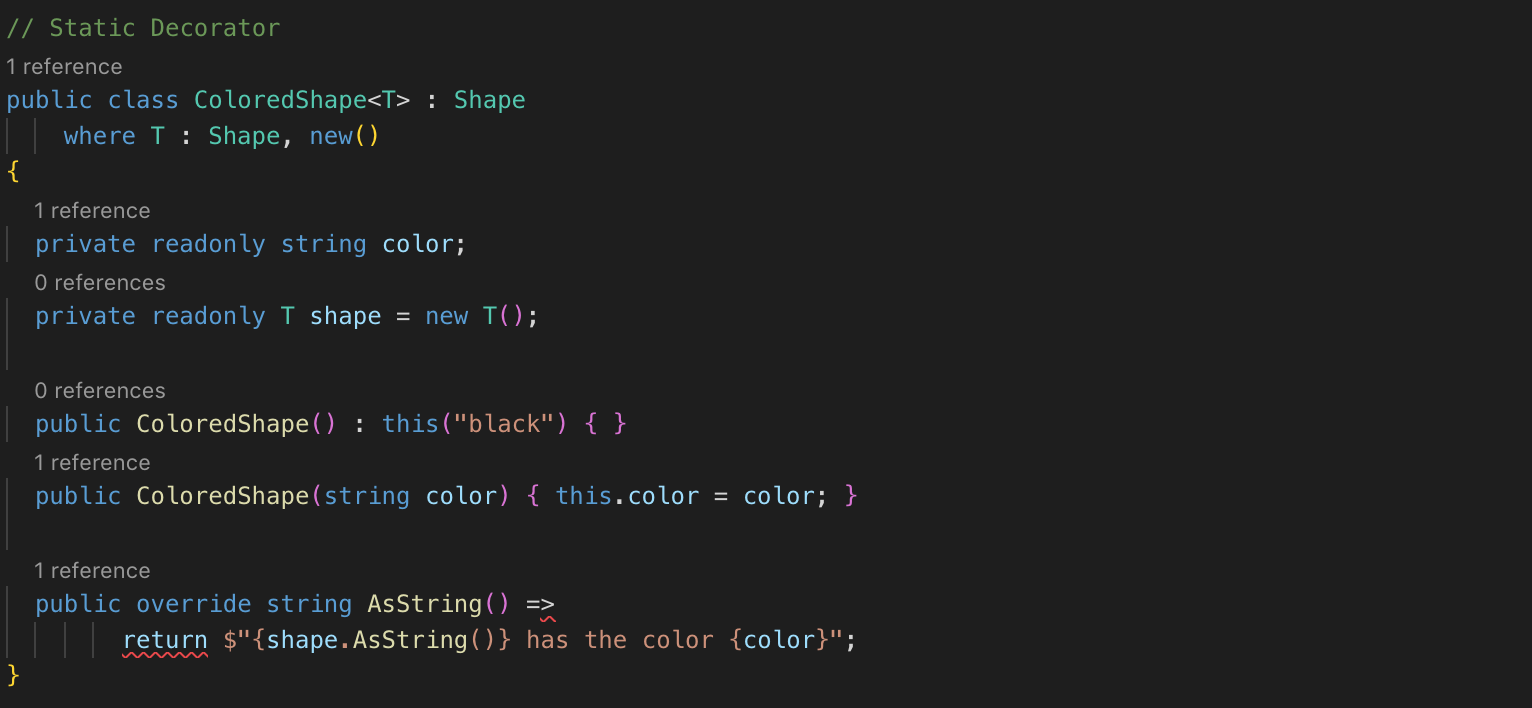 // Static Decorator
1 reference
public class ColoredShape<T> : Shape
where T : Shape, new()
{
1 reference
private readonly string color;
0 references
private readonly T shape = new T();
0 references
public ColoredShape() : this("black") { }
1 reference
public ColoredShape(string color) { this.color = color; }
1 reference
public override string AsString() =>
return $"{shape.AsString()} has the color {color}";
}